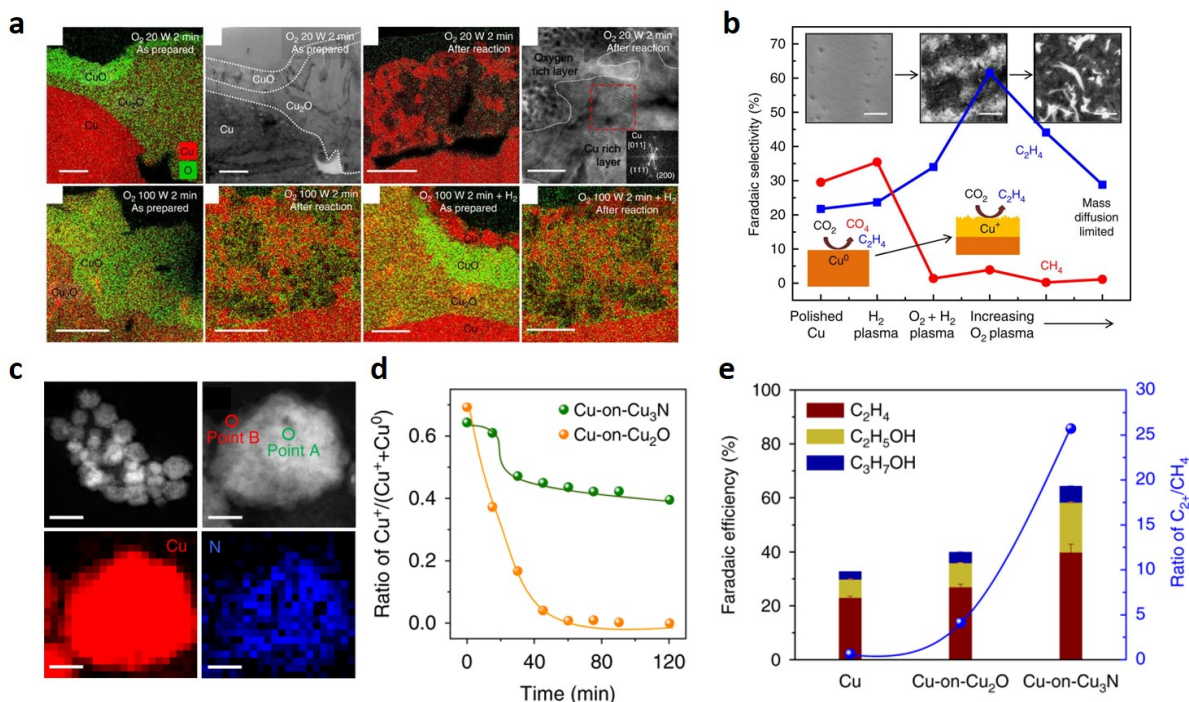 a
O2 20 W 2 min
As prepared
CuO
Cu2O
Cu
Cu
O
O2 20 W 2 min
As prepared
CuO
Cu2O
Cu
O2 20 W 2 min
After reaction
O2 20 W 2 min
After reaction
Oxygen
rich layer
Cu rich
layer
Cu
[011]
(111)
(200)
O2 100 W 2 min
As prepared
CuO
Cu2O
O2 100 W 2 min
After reaction
O2 100 W 2 min + H2
As prepared
Cu
CuO
Cu2O
Cu
O2 100 W 2 min + H2
After reaction
b
Faradaic selectivity (%)
70
60
50
40
30
20
10
0
C2H4
Mass
diffusion
limited
CO2
CO4
C2H4
Cu0
CO2
C2H4
Cu+
CH4
Polished
Cu
H2
plasma
O2 + H2
plasma
Increasing
O2 plasma
c
Point B
Point A
Cu
N
d
Ratio of Cu+/(Cu++Cu0)
0.6
0.4
0.2
0.0
Cu-on-Cu3N
Cu-on-Cu2O
0
40
80
120
Time (min)
e
Faradaic efficiency (%)
100
80
60
40
20
0
C2H4
C2H5OH
C3H7OH
30
25
20
15
10
5
0
Ratio of C2+/CH4
Cu
Cu-on-Cu2O
Cu-on-Cu3N